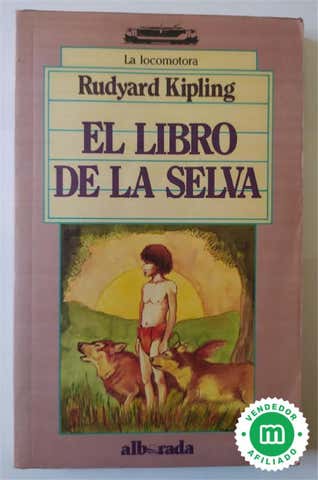 La locomotora
Rudyard Kipling
EL LIBRO
DE LA SELVA
alborada
VENDEDOR
m
AFILIADO